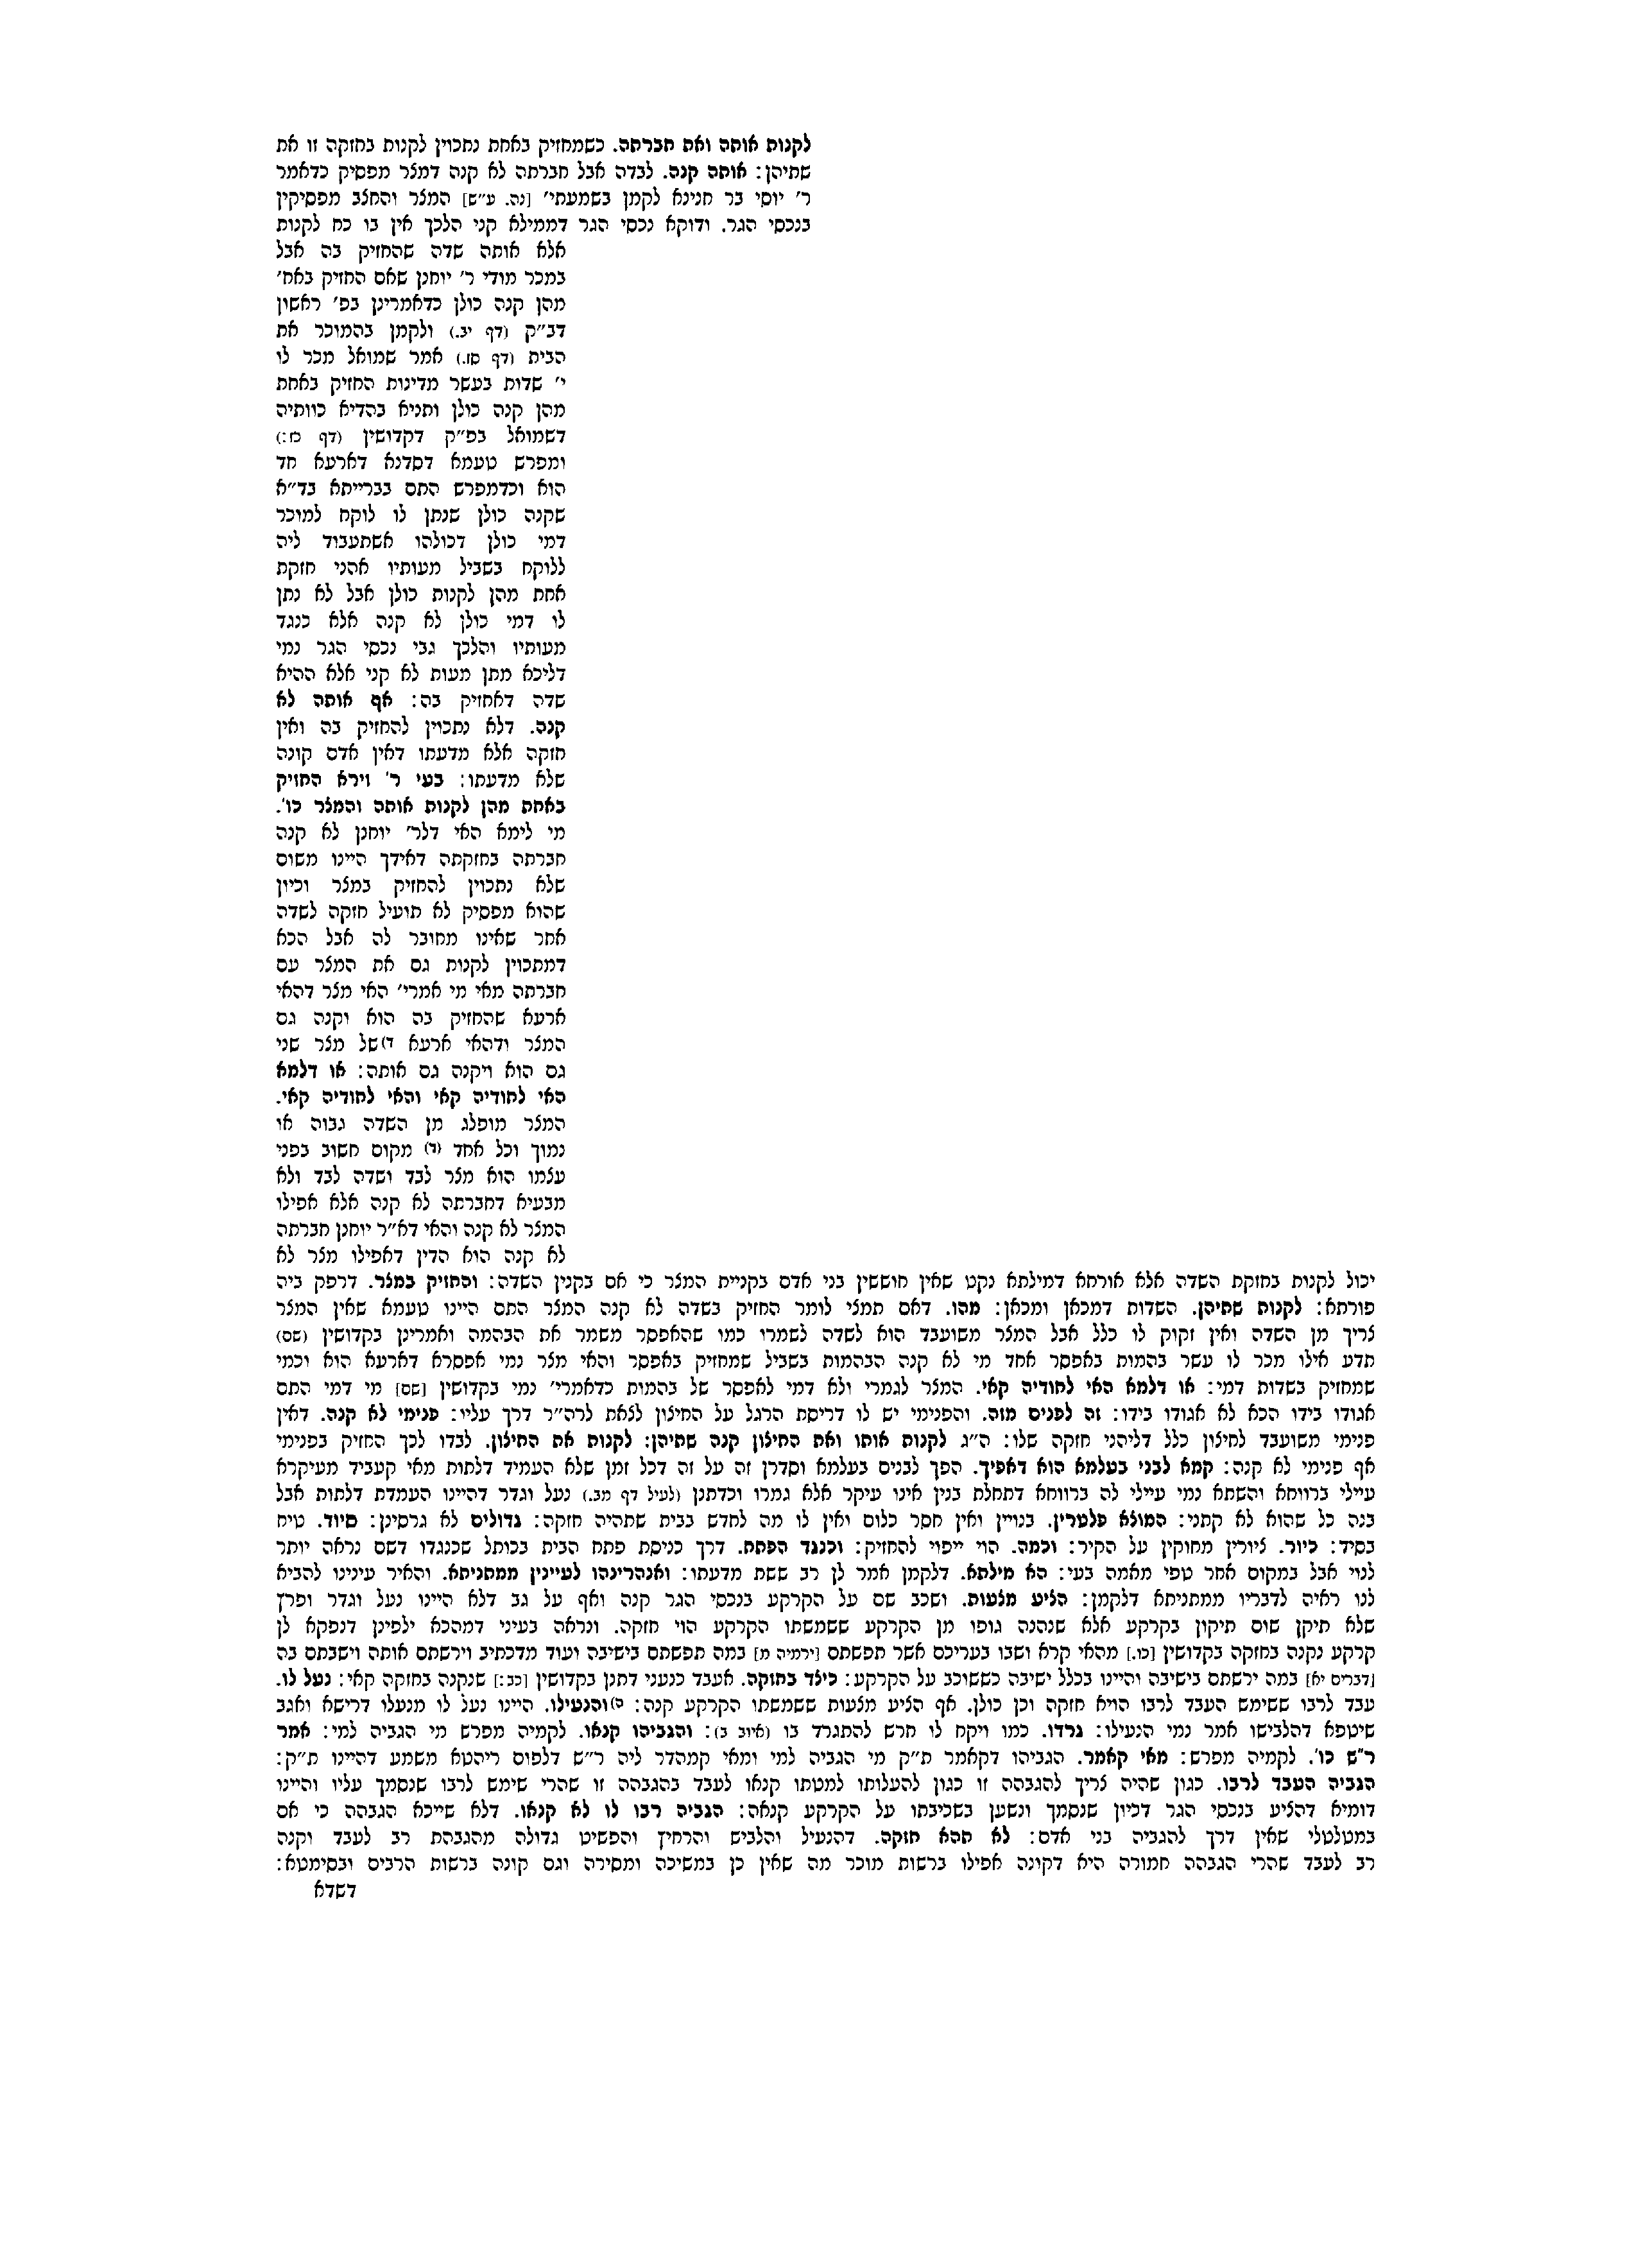 לקנות אותה ואת חברתה. כשמחזיק באחת נתכוין לקנות בחזקה זו את
שתיהן: אותה קנה. לבדה אבל חברתה לא קנה דמצר מפסיק כדאמר
ר׳ יוסי בר חנינא לקמן בשמעתי׳ [נה. ע״ש] המצר והחצב מפסיקין
בנכסי הגר. ודוקא נכסי הגר דממילא קני הלכך אין בו כח לקנות
אלא אותה שדה שהחזיק בה אבל
במכר מודי ר׳ יוחנן שאם החזיק באח׳
מהן קנה כולן כדאמרינן בפ׳ ראשון
דב״ק (דף יב.) ולקמן בהמוכר את
הבית (דף סז.) אמר שמואל מכר לו
י׳ שדות בעשר מדינות החזיק באחת
מהן קנה כולן ותניא בהדיא כוותיה
דשמואל בפ״ק דקדושין (דף כז:)
ומפרש טעמא דסדנא דארעא חד
הוא וכדמפרש התם בברייתא בד״א
שקנה כולן שנתן לו לוקח למוכר
דמי כולן דכולהו אשתעבוד ליה
ללוקח בשביל מעותיו אהני חזקת
אחת מהן לקנות כולן אבל לא נתן
לו דמי כולן לא קנה אלא כנגד
מעותיו והלכך גבי נכסי הגר נמי
דליכא מתן מעות לא קני אלא ההיא
שדה דאחזיק בה: אף אותה לא
קנה. דלא נתכוין להחזיק בה ואין
חזקה אלא מדעתו דאין אדם קונה
שלא מדעתו: בעי ר׳ זירא החזיק
באחת מהן לקנות אותה והמצר כו׳.
מי לימא האי דלר׳ יוחנן לא קנה
חברתה בחזקתה דאידך היינו משום
שלא נתכוין להחזיק במצר וכיון
שהוא מפסיק לא תועיל חזקה לשדה
אחר שאינו מחובר לה אבל הכא
דמתכוין לקנות גם את המצר עם
חברתה מאי מי אמרי׳ האי מצר דהאי
ארעא שהחזיק בה הוא וקנה גם
המצר ודהאי ארעא ד)של מצר שני
גם הוא ויקנה גם אותה: או דלמא
האי לחודיה קאי והאי לחודיה קאי.
המצר מופלג מן השדה גבוה או
נמוך וכל אחד (ד) מקום חשוב בפני
עצמו הוא מצר לבד ושדה לבד ולא
מבעיא דחברתה לא קנה אלא אפילו
המצר לא קנה והאי דא״ר יוחנן חברתה
לא קנה הוא הדין דאפילו מצר לא
יכול לקנות בחזקת השדה אלא אורחא דמילתא נקט שאין חוששין בני אדם בקניית המצר כי אם בקנין השדה: והחזיק במצר. דרפק ביה
פורתא: לקנות שתיהן. השדות דמכאן ומכאן: מהו. דאם תמצי לומר החזיק בשדה לא קנה המצר התם היינו טעמא שאין המצר
צריך מן השדה ואין זקוק לו כלל אבל המצר משועבד הוא לשדה לשמרו כמו שהאפסר משמר את הבהמה ואמרינן בקדושין (שם)
תדע אילו מכר לו עשר בהמות באפסר אחד מי לא קנה הבהמות בשביל שמחזיק באפסר והאי מצר נמי אפסרא דארעא הוא וכמי
שמחזיק בשדות דמי: או דלמא האי לחודיה קאי. המצר לגמרי ולא דמי לאפסר של בהמות כדאמרי׳ נמי בקדושין [שם] מי דמי התם
אגודו בידו הכא לא אגודו בידו: זה לפנים מזה. והפנימי יש לו דריסת הרגל על החיצון לצאת לרה״ר דרך עליו: פנימי לא קנה. דאין
פנימי משועבד לחיצון כלל דליהני חזקה שלו: ה״ג לקנות אותו ואת החיצון קנה שתיהן: לקנות את החיצון. לבדו לכך החזיק בפנימי
אף פנימי לא קנה: קמא לבני בעלמא הוא דאפיך. הפך לבנים בעלמא וסדרן זה על זה דכל זמן שלא העמיד דלתות מאי קעביד מעיקרא
עיילי ברווחא והשתא נמי עיילי לה ברווחא דתחלת בנין אינו עיקר אלא גמרו וכדתנן (לעיל דף מב.) נעל וגדר דהיינו העמדת דלתות אבל
בנה כל שהוא לא קתני: המוצא פלטרין. בנויין ואין חסר כלום ואין לו מה לחדש בבית שתהיה חזקה: גדולים לא גרסינן: סיוד. טיח
בסיד: כיור. ציורין מחוקין על הקיר: וכמה. הוי ייפוי להחזיק: וכנגד הפתח. דרך כניסת פתח הבית בכותל שכנגדו דשם נראה יותר
לנוי אבל במקום אחר טפי מאמה בעי: הא מילתא. דלקמן אמר לן רב ששת מדעתו: ואנהרינהו לעיינין ממתניתא. והאיר עינינו להביא
לנו ראיה לדבריו ממתניתא דלקמן: הציע מצעות. ושכב שם על הקרקע בנכסי הגר קנה ואף על גב דלא היינו נעל וגדר ופרץ
שלא תיקן שום תיקון בקרקע אלא שנהנה גופו מן הקרקע ששמשתו הקרקע הוי חזקה. ונראה בעיני דמהכא ילפינן דנפקא לן
קרקע נקנה בחזקה בקדושין [כו.] מהאי קרא ושבו בעריכם אשר תפשתם [ירמיה מ] במה תפשתם בישיבה ועוד מדכתיב וירשתם אותה וישבתם בה
[דברים יא] במה ירשתם בישיבה והיינו בכלל ישיבה כששוכב על הקרקע: כיצד בחזקה. אעבד כנעני דתנן בקדושין [כב:] שנקנה בחזקה קאי: נעל לו.
עבד לרבו ששימש העבד לרבו הויא חזקה וכן כולן. אף הציע מצעות ששמשתו הקרקע קנה: ה)והנעילו. היינו נעל לו מנעלו דרישא ואגב
שיטפא דהלבישו אמר נמי הנעילו: גרדו. כמו ויקח לו חרש להתגרד בו (איוב ב): והגביהו קנאו. לקמיה מפרש מי הגביה למי: אמר
ר״ש כו׳. לקמיה מפרש: מאי קאמר. הגביהו דקאמר ת״ק מי הגביה למי ומאי קמהדר ליה ר״ש דלפום ריהטא משמע דהיינו ת״ק:
הגביה העבד לרבו. כגון שהיה צריך להגבהה זו כגון להעלותו למטתו קנאו לעבד בהגבהה זו שהרי שימש לרבו שנסמך עליו והיינו
דומיא דהציע בנכסי הגר דכיון שנסמך ונשען בשכיבתו על הקרקע קנאה: הגביה רבו לו לא קנאו. דלא שייכא הגבהה כי אם
במטלטלי שאין דרך להגביה בני אדם: לא תהא חזקה. דהנעיל והלביש והרחיץ והפשיט גדולה מהגבהת רב לעבד וקנה
רב לעבד שהרי הגבהה חמורה היא דקונה אפילו ברשות מוכר מה שאין כן במשיכה ומסירה וגם קונה ברשות הרבים ובסימטא:
דשדא